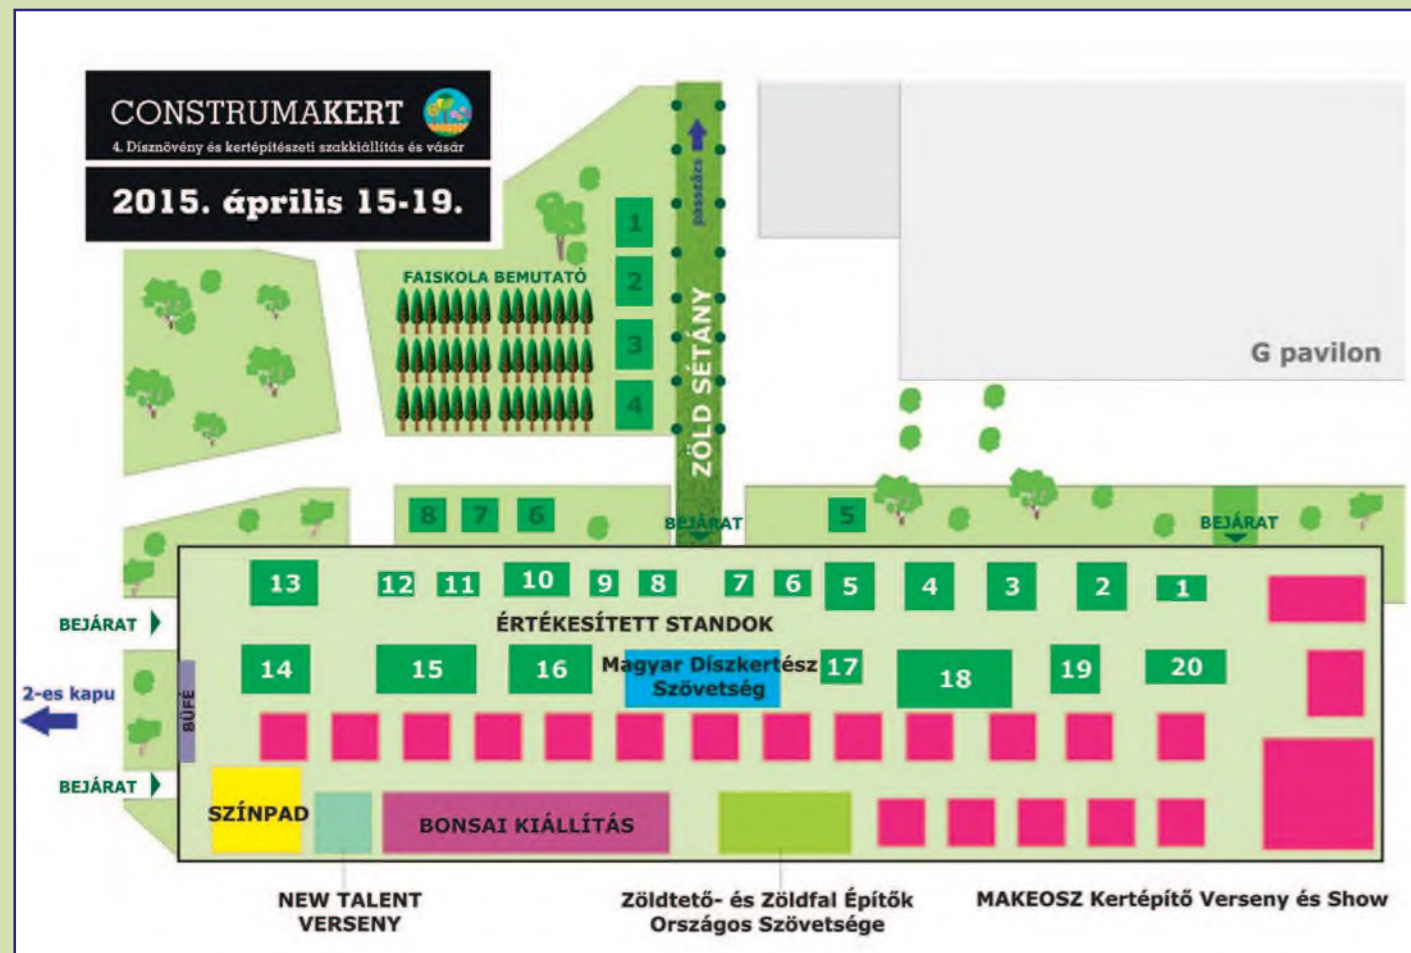 CONSTRUMAKERT
4. Dísznövény és kertépítészeti szakkiállítás és vásár
2015. április 15-19.
passzázs
1
2
3
4
FAISKOLA BEMUTATÓ
ZÖLD SÉTÁNY
G pavilon
8 7 6 5
BEJÁRAT BEJÁRAT
13 12 11 10 9 8 7 6 5 4 3 2 1
ÉRTÉKESÍTETT STANDOK
BEJÁRAT
14 15 16 17 18 19 20
Magyar Díszkertész
Szövetség
2-es kapu
BÜFÉ
BEJÁRAT
SZÍNPAD
BONSAI KIÁLLÍTÁS
NEW TALENT
VERSENY
Zöldtető- és Zöldfal Építők
Országos Szövetsége
MAKEOSZ Kertépítő Verseny és Show